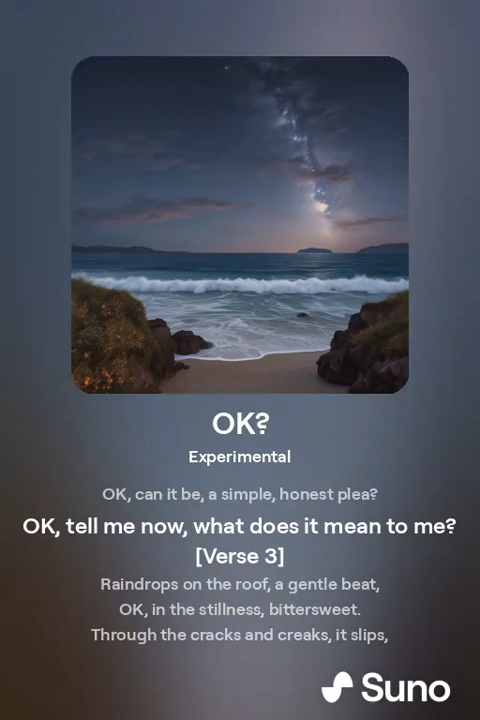 OK?
Experimental
OK, can it be, a simple, honest plea?
OK, tell me now, what does it mean to me?
[Verse 3]
Raindrops on the roof, a gentle beat,
OK, in the stillness, bittersweet.
Through the cracks and creaks, it slips,
Suno